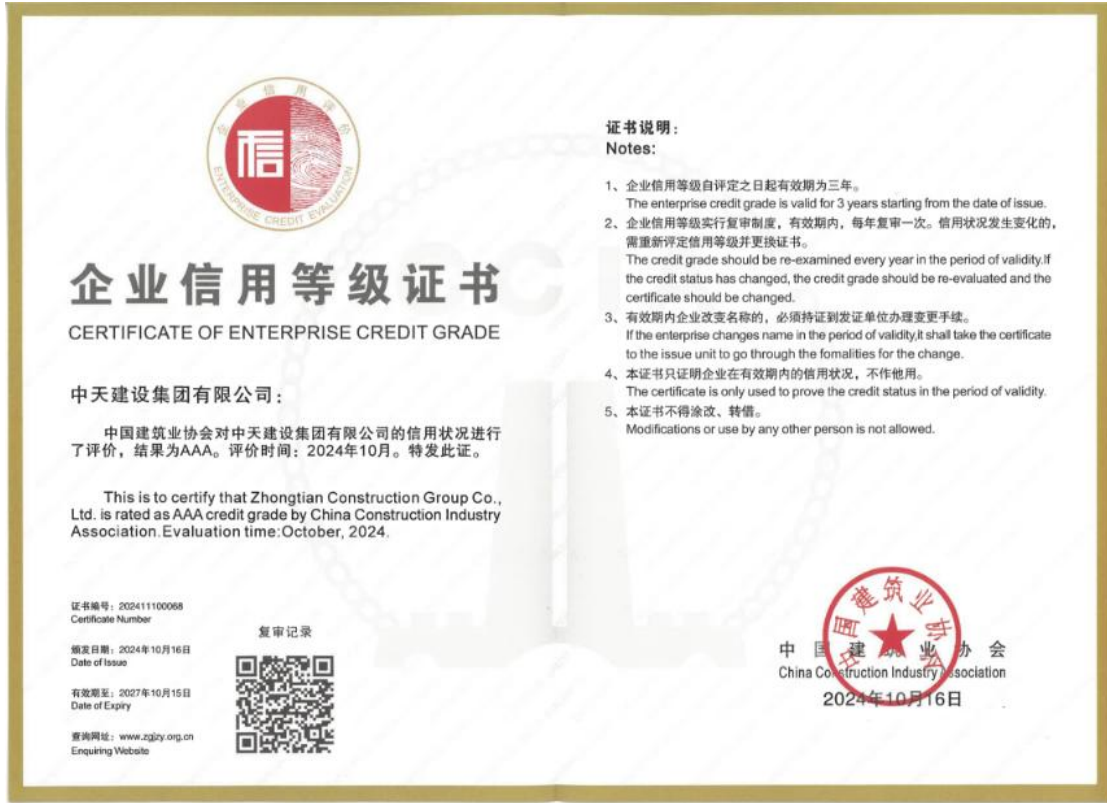 企业信用评价
信
ENTERPRISE CREDIT EVALUATION
企业信用等级证书
CERTIFICATE OF ENTERPRISE CREDIT GRADE
中天建设集团有限公司：
中国建筑业协会对中天建设集团有限公司的信用状况进行
了评价，结果为AAA。评价时间：2024年10月。特发此证。
This is to certify that Zhongtian Construction Group Co.,
Ltd. is rated as AAA credit grade by China Construction Industry
Association.Evaluation time:October, 2024.
证书编号：202411100068
Certificate Number
颁发日期：2024年10月16日
Date of Issue
有效期至：2027年10月15日
Date of Expiry
查询网址：www.zgjzy.org.cn
Enquiring Website
复审记录
证书说明：
Notes:
1、企业信用等级自评定之日起有效期为三年。
The enterprise credit grade is valid for 3 years starting from the date of issue.
2、企业信用等级实行复审制度，有效期内，每年复审一次。信用状况发生变化的，
需重新评定信用等级并更换证书。
The credit grade should be re-examined every year in the period of validity.If
the credit status has changed, the credit grade should be re-evaluated and the
certificate should be changed.
3、有效期内企业改变名称的，必须持证到发证单位办理变更手续。
If the enterprise changes name in the period of validity,it shall take the certificate
to the issue unit to go through the fomalities for the change.
4、本证书只证明企业在有效期内的信用状况，不作他用。
The certificate is only used to prove the credit status in the period of validity.
5、本证书不得涂改、转借。
Modifications or use by any other person is not allowed.
中国建筑业协会
中国建筑业协会
China Construction Industry Association
2024年10月16日